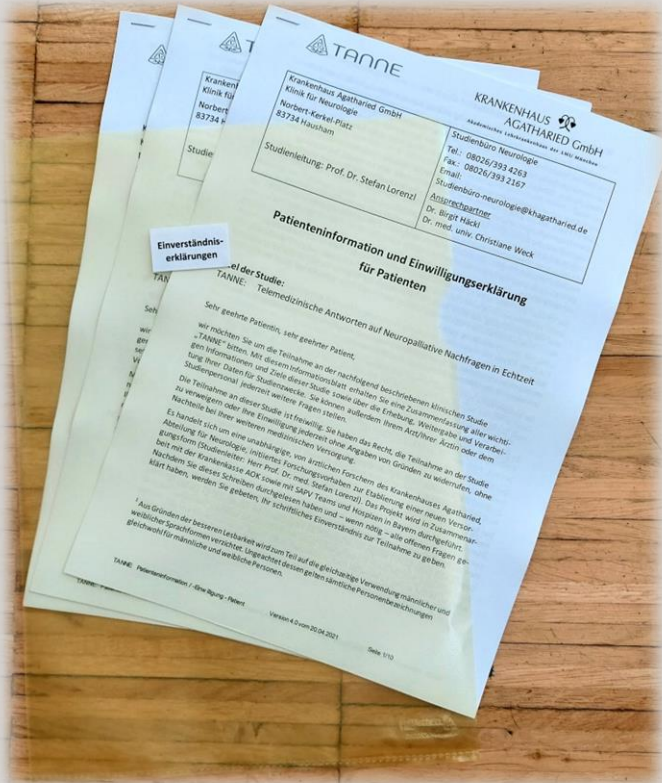 TANNE
KRANKENHAUS
AGATHARIED GmbH
Akademisches Lehrkrankenhaus der LMU München
Krankenhaus Agatharied GmbH
Klinik für Neurologie
Norbert-Kerkel-Platz
83734 Hausham
Studienleitung: Prof. Dr. Stefan Lorenzl
Studienbüro Neurologie
Tel.: 08026/393 4263
Fax.: 08026/393 2167
Email:
Studienbüro-neurologie@khagatharied.de
Ansprechpartner
Dr. Birgit Häckl
Dr. med. univ. Christiane Weck
Patienteninformation und Einwilligungserklärung
für Patienten
Einverständnis-
erklärungen
el der Studie:
TANNE: Telemedizinische Antworten auf Neuropalliative Nachfragen in Echtzeit
Sehr geehrte Patientin, sehr geehrter Patient,
wir möchten Sie um die Teilnahme an der nachfolgend beschriebenen klinischen Studie
„TANNE" bitten. Mit diesem Informationsblatt erhalten Sie eine Zusammenfassung aller wichti-
gen Informationen und Ziele dieser Studie sowie über die Erhebung, Weitergabe und Verarbei-
tung Ihrer Daten für Studienzwecke. Sie können außerdem Ihrem Arzt/Ihrer Ärztin oder dem
Studienpersonal jederzeit weitere Fragen stellen.
Die Teilnahme an dieser Studie ist freiwillig. Sie haben das Recht, die Teilnahme an der Studie
zu verweigern oder Ihre Einwilligung jederzeit ohne Angaben von Gründen zu widerrufen, ohne
Nachteile bei Ihrer weiteren medizinischen Versorgung.
Es handelt sich um eine unabhängige, von ärztlichen Forschern des Krankenhauses Agatharied,
Abteilung für Neurologie, initiiertes Forschungsvorhaben zur Etablierung einer neuen Versor-
gungsform (Studienleiter: Herr Prof. Dr. med. Stefan Lorenzl). Das Projekt wird in Zusammenar-
beit mit der Krankenkasse AOK sowie mit SAPV Teams und Hospizen in Bayern durchgeführt.
Nachdem Sie dieses Schreiben durchgelesen haben und – wenn nötig – alle offenen Fragen ge-
klärt haben, werden Sie gebeten, Ihr schriftliches Einverständnis zur Teilnahme zu geben.
¹ Aus Gründen der besseren Lesbarkeit wird zum Teil auf die gleichzeitige Verwendung männlicher und
weiblicher Sprachformen verzichtet. Ungeachtet dessen gelten sämtliche Personenbezeichnungen
gleichwohl für männliche und weibliche Personen.
TANNE Patienteninformation / -Einwilligung - Patient
Version 4.0 vom 20.04.2021
Seite 1/13